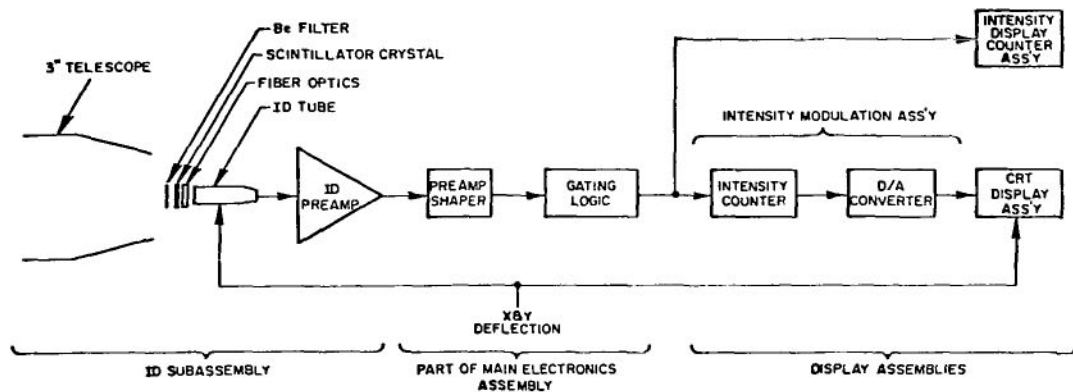 Be FILTER
SCINTILLATOR CRYSTAL
3" TELESCOPE
FIBER OPTICS
ID TUBE
INTENSITY
DISPLAY
COUNTER
ASS'Y
INTENSITY MODULATION ASS'Y
ID
PREAMP
PREAMP
SHAPER
GATING
LOGIC
INTENSITY
COUNTER
D/A
CONVERTER
CRT
DISPLAY
ASS'Y
X&Y
DEFLECTION
ID SUBASSEMBLY
PART OF MAIN ELECTRONICS
ASSEMBLY
DISPLAY ASSEMBLIES